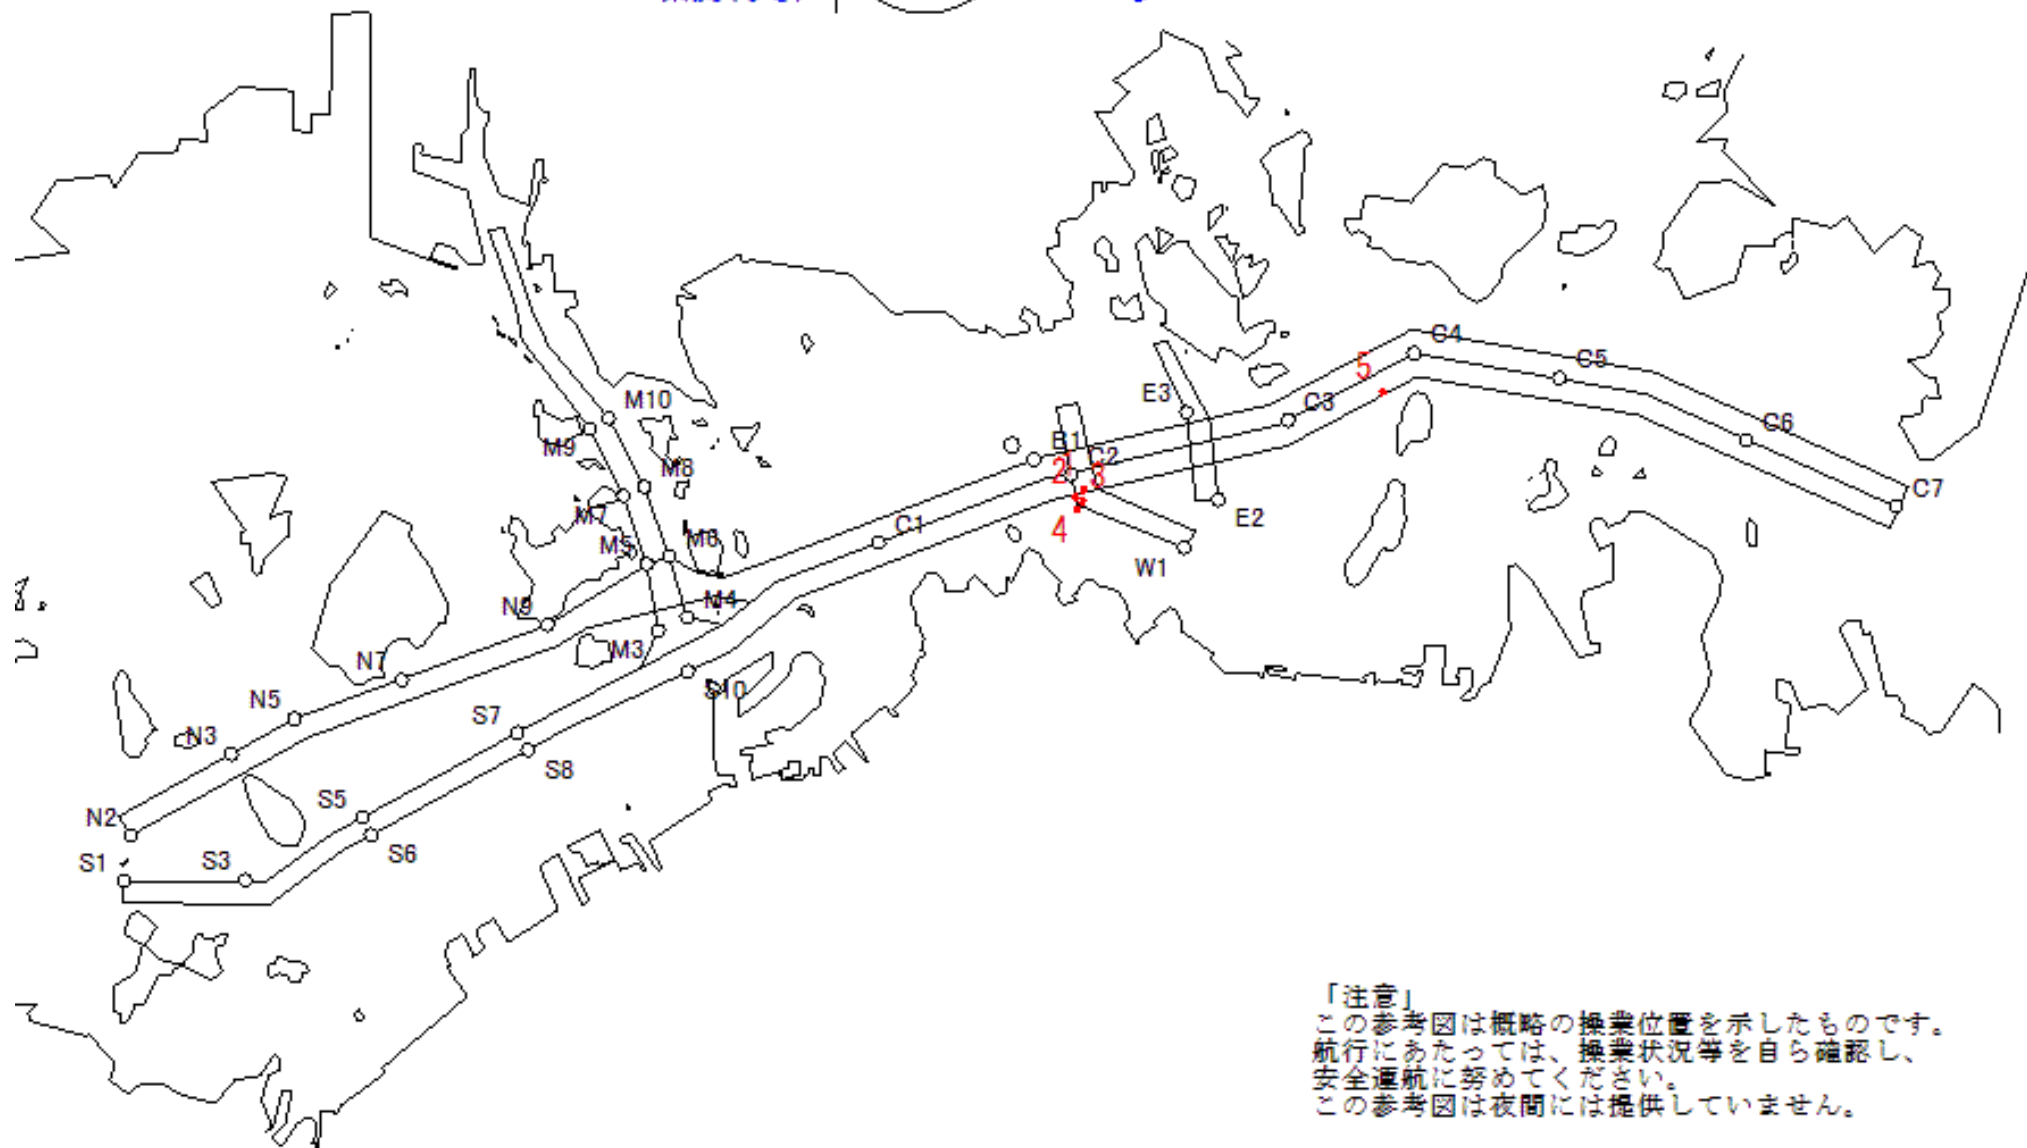 C4
5
C5
E3
M10
C3
C6
B1
M9
C2
1
2
M8
3
C7
M7
E2
C1
4
M6
M5
W1
N9
M4
M3
N7
S10
N5
S7
N3
S8
S5
N2
S6
S1
S3
「注意」
この参考図は概略の操業位置を示したものです。
航行にあたっては、操業状況等を自ら確認し、
安全運航に努めてください。
この参考図は夜間には提供していません。